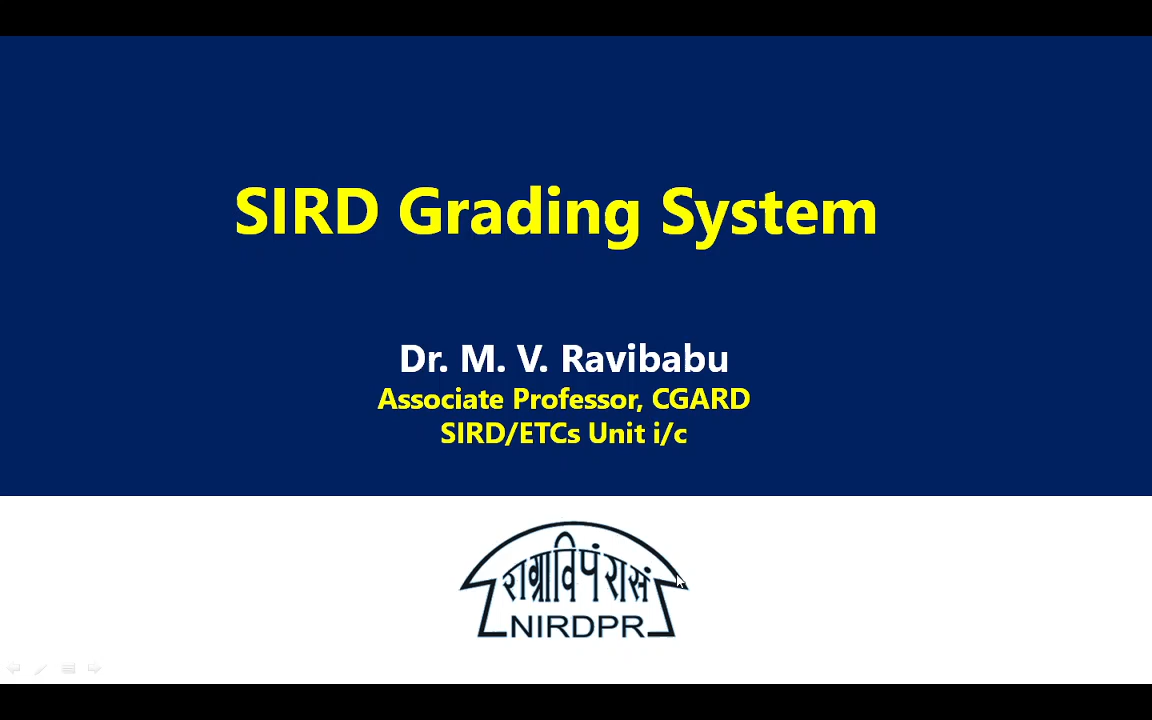 SIRD Grading System
Dr. M. V. Ravibabu
Associate Professor, CGARD
SIRD/ETCs Unit i/c
राग्राविपंरासं
NIRDPR